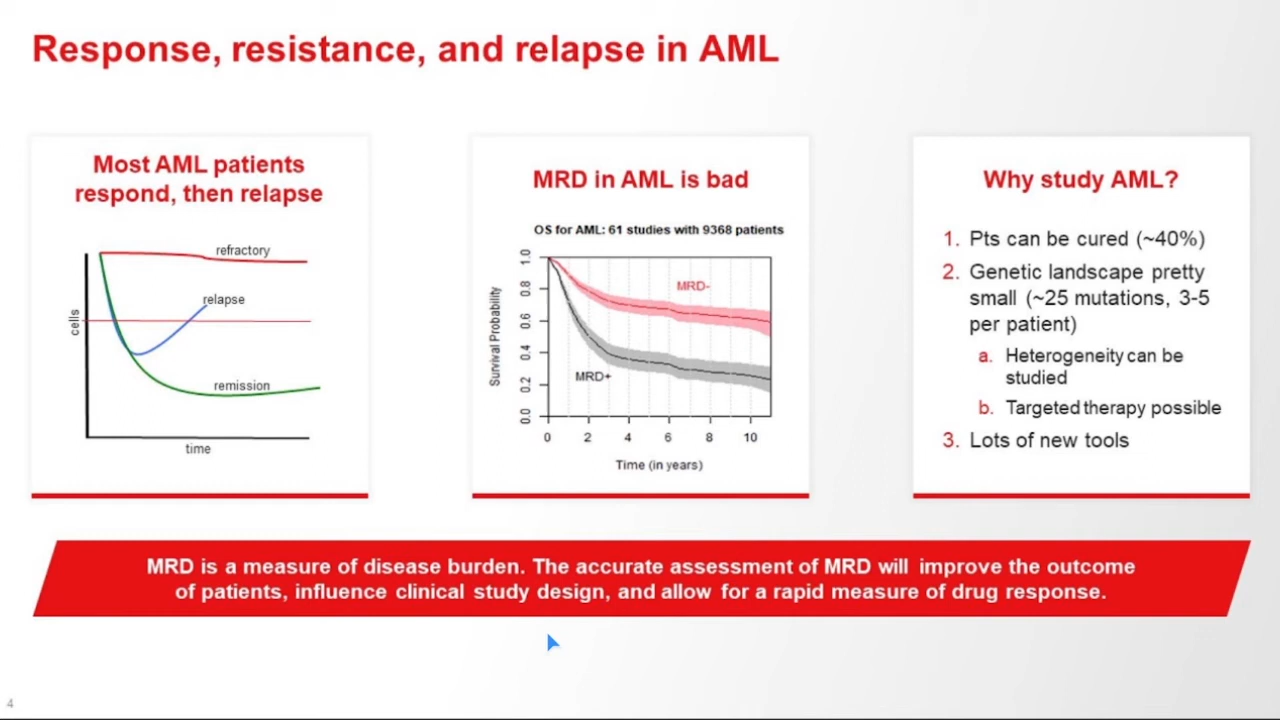 Response, resistance, and relapse in AML
Most AML patients
respond, then relapse
refractory
relapse
cells
remission
time
MRD in AML is bad
OS for AML: 61 studies with 9368 patients
Survival Probability
1.0
0.8
0.6
0.4
0.2
0.0
MRD-
MRD+
0 2 4 6 8 10
Time (in years)
Why study AML?
1. Pts can be cured (~40%)
2. Genetic landscape pretty
small (~25 mutations, 3-5
per patient)
a. Heterogeneity can be
studied
b. Targeted therapy possible
3. Lots of new tools
MRD is a measure of disease burden. The accurate assessment of MRD will improve the outcome
of patients, influence clinical study design, and allow for a rapid measure of drug response.
4